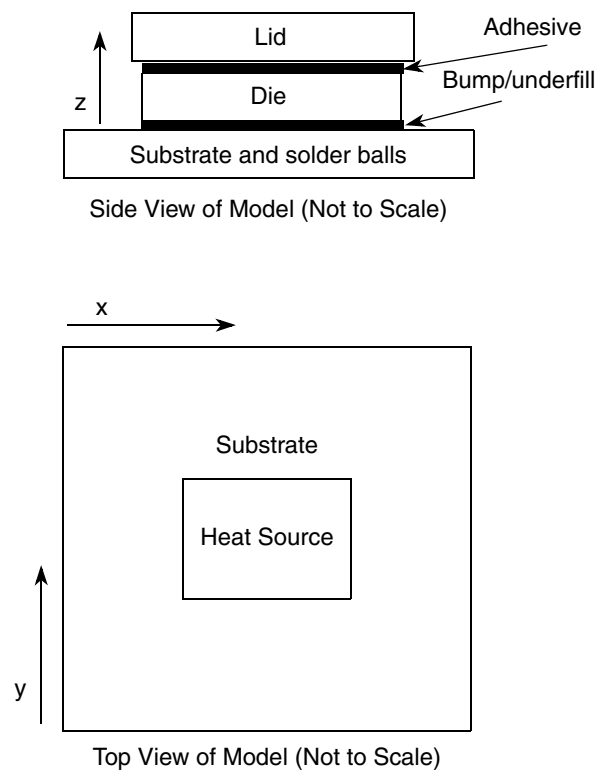 Lid
Adhesive
z
Die
Bump/underfill
Substrate and solder balls
Side View of Model (Not to Scale)
x
Substrate
Heat Source
y
Top View of Model (Not to Scale)